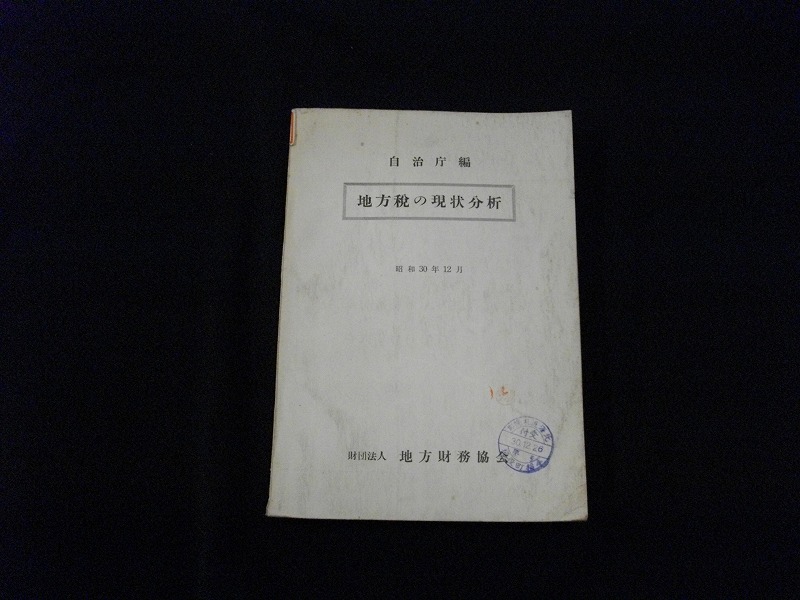 自治庁編
地方税の現状分析
昭和30年12月
財団法人 地方財務協会